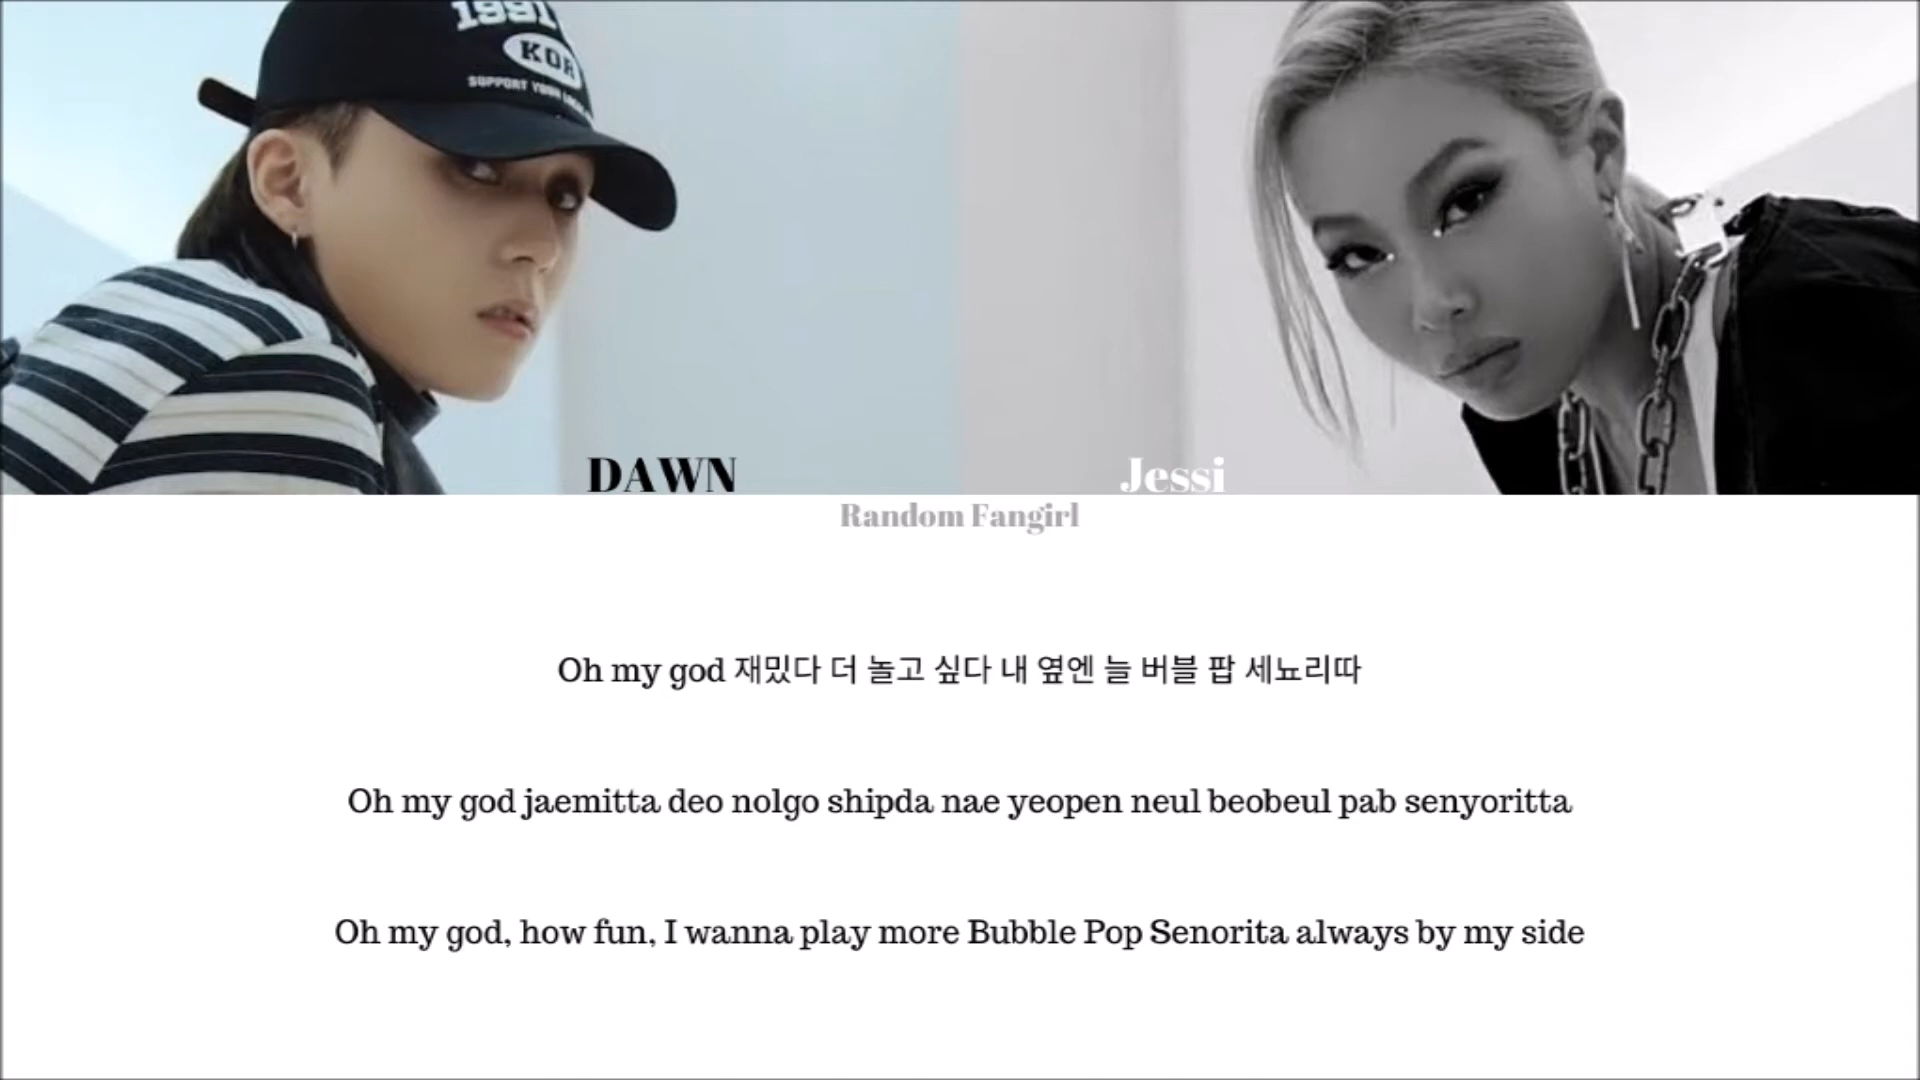 1991
KOR
SUPPORT YOUR
DAWN
Jessi
Random Fangirl
Oh my god 재밌다 더 놀고 싶다 내 옆엔 늘 버블 팝 세뇨리따
Oh my god jaemitta deo nolgo shipda nae yeopen neul beobeul pab senyoritta
Oh my god, how fun, I wanna play more Bubble Pop Senorita always by my side